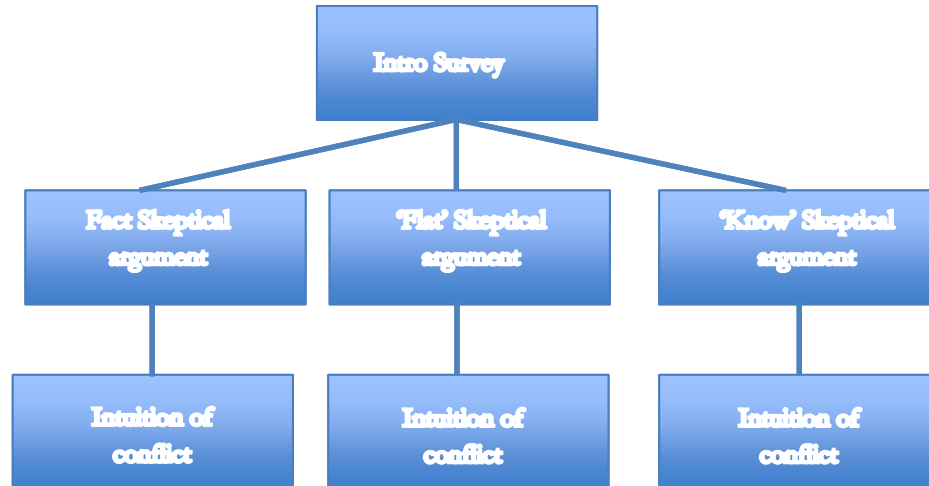 Intro Survey
Fact Skeptical
argument
‘Flat’ Skeptical
argument
‘Know’ Skeptical
argument
Intuition of
conflict
Intuition of
conflict
Intuition of
conflict